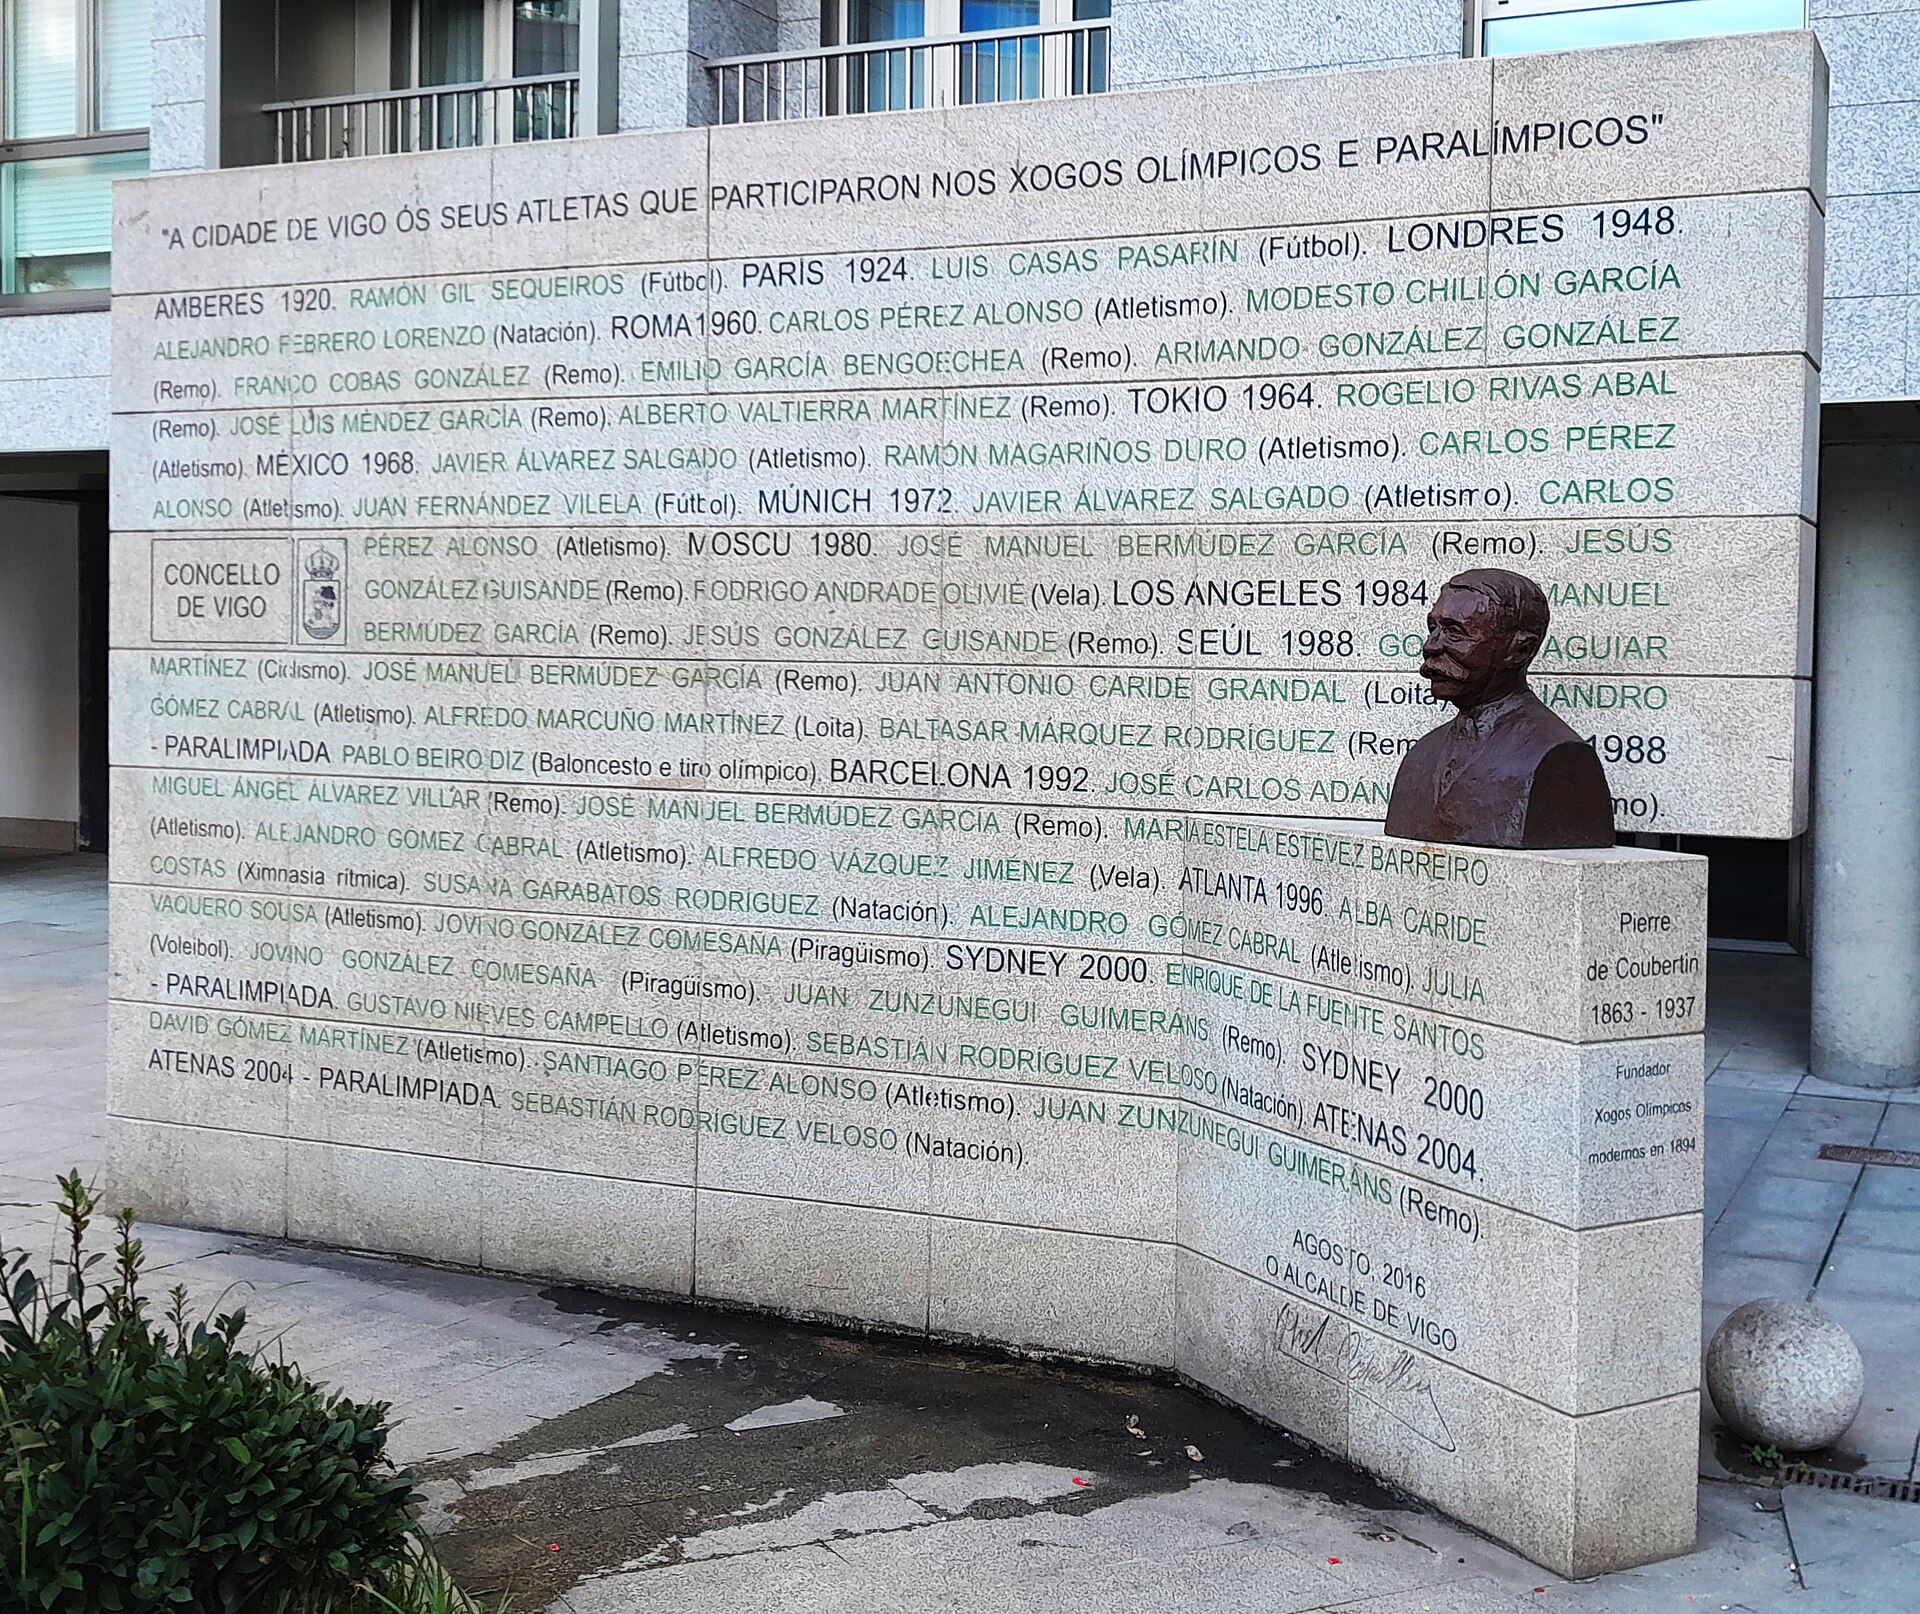 "A CIDADE DE VIGO ÓS SEUS ATLETAS QUE PARTICIPARON NOS XOGOS OLÍMPICOS E PARALÍMPICOS"
AMBERES 1920. RAMÓN GIL SEQUEIROS (Fútbol). PARÍS 1924. LUIS CASAS PASARÍN (Fútbol). LONDRES 1948.
ALEJANDRO FEBRERO LORENZO (Natación). ROMA 1960. CARLOS PÉREZ ALONSO (Atletismo). MODESTO CHILLÓN GARCÍA
(Remo). FRANCO COBAS GONZÁLEZ (Remo). EMILIO GARCÍA BENGOECHEA (Remo). ARMANDO GONZÁLEZ GONZÁLEZ
(Remo). JOSÉ LUIS MÉNDEZ GARCÍA (Remo). ALBERTO VALTIERRA MARTÍNEZ (Remo). TOKIO 1964. ROGELIO RIVAS ABAL
(Atletismo). MÉXICO 1968. JAVIER ÁLVAREZ SALGADO (Atletismo). RAMÓN MAGARIÑOS DURO (Atletismo). CARLOS PÉREZ
ALONSO (Atletismo). JUAN FERNÁNDEZ VILELA (Fútbol). MÚNICH 1972. JAVIER ÁLVAREZ SALGADO (Atletismo). CARLOS
PÉREZ ALONSO (Atletismo). MOSCU 1980. JOSÉ MANUEL BERMÚDEZ GARCÍA (Remo). JESÚS
CONCELLO
DE VIGO
GONZÁLEZ GUISANDE (Remo). RODRIGO ANDRADE OLIVIÉ (Vela). LOS ANGELES 1984 MANUEL
BERMÚDEZ GARCÍA (Remo). JESÚS GONZÁLEZ GUISANDE (Remo). SEÚL 1988. AGUIAR
MARTÍNEZ (Ciclismo). JOSÉ MANUEL BERMÚDEZ GARCÍA (Remo). JUAN ANTONIO CARIDE GRANDAL (Loita)
GÓMEZ CABRAL (Atletismo). ALFREDO MARCUÑO MARTÍNEZ (Loita). BALTASAR MÁRQUEZ RODRÍGUEZ (Rem 1988
- PARALIMPIADA PABLO BEIRO DIZ (Baloncesto e tiro olímpico). BARCELONA 1992. JOSÉ CARLOS ADÁN mo).
MIGUEL ÁNGEL ÁLVAREZ VILLAR (Remo). JOSÉ MANUEL BERMÚDEZ GARCÍA (Remo). MARIA ESTELA ESTÉVEZ BARREIRO
(Atletismo). ALEJANDRO GÓMEZ CABRAL (Atletismo). ALFREDO VÁZQUEZ JIMÉNEZ (Vela). ATLANTA 1996. ALBA CARIDE
COSTAS (Ximnasia rítmica). SUSANA GARABATOS RODRÍGUEZ (Natación). ALEJANDRO GÓMEZ CABRAL (Atletismo). JULIA
VAQUERO SOUSA (Atletismo). JOVINO GONZÁLEZ COMESAÑA (Piragüismo). SYDNEY 2000. ENRIQUE DE LA FUENTE SANTOS
(Voleibol). JOVINO GONZÁLEZ COMESAÑA (Piragüismo). JUAN ZUNZUNEGUI GUIMERÁNS (Remo). SYDNEY 2000
- PARALIMPIADA. GUSTAVO NIEVES CAMPELLO (Atletismo). SEBASTIÁN RODRÍGUEZ VELOSO (Natación). ATENAS 2004.
DAVID GÓMEZ MARTÍNEZ (Atletismo). SANTIAGO PÉREZ ALONSO (Atletismo). JUAN ZUNZUNEGUI GUIMERÁNS (Remo).
ATENAS 2004 - PARALIMPIADA. SEBASTIÁN RODRÍGUEZ VELOSO (Natación).
AGOSTO, 2016
O ALCALDE DE VIGO
Pierre
de Coubertin
1863 - 1937
Fundador
Xogos Olímpicos
modernos en 1894